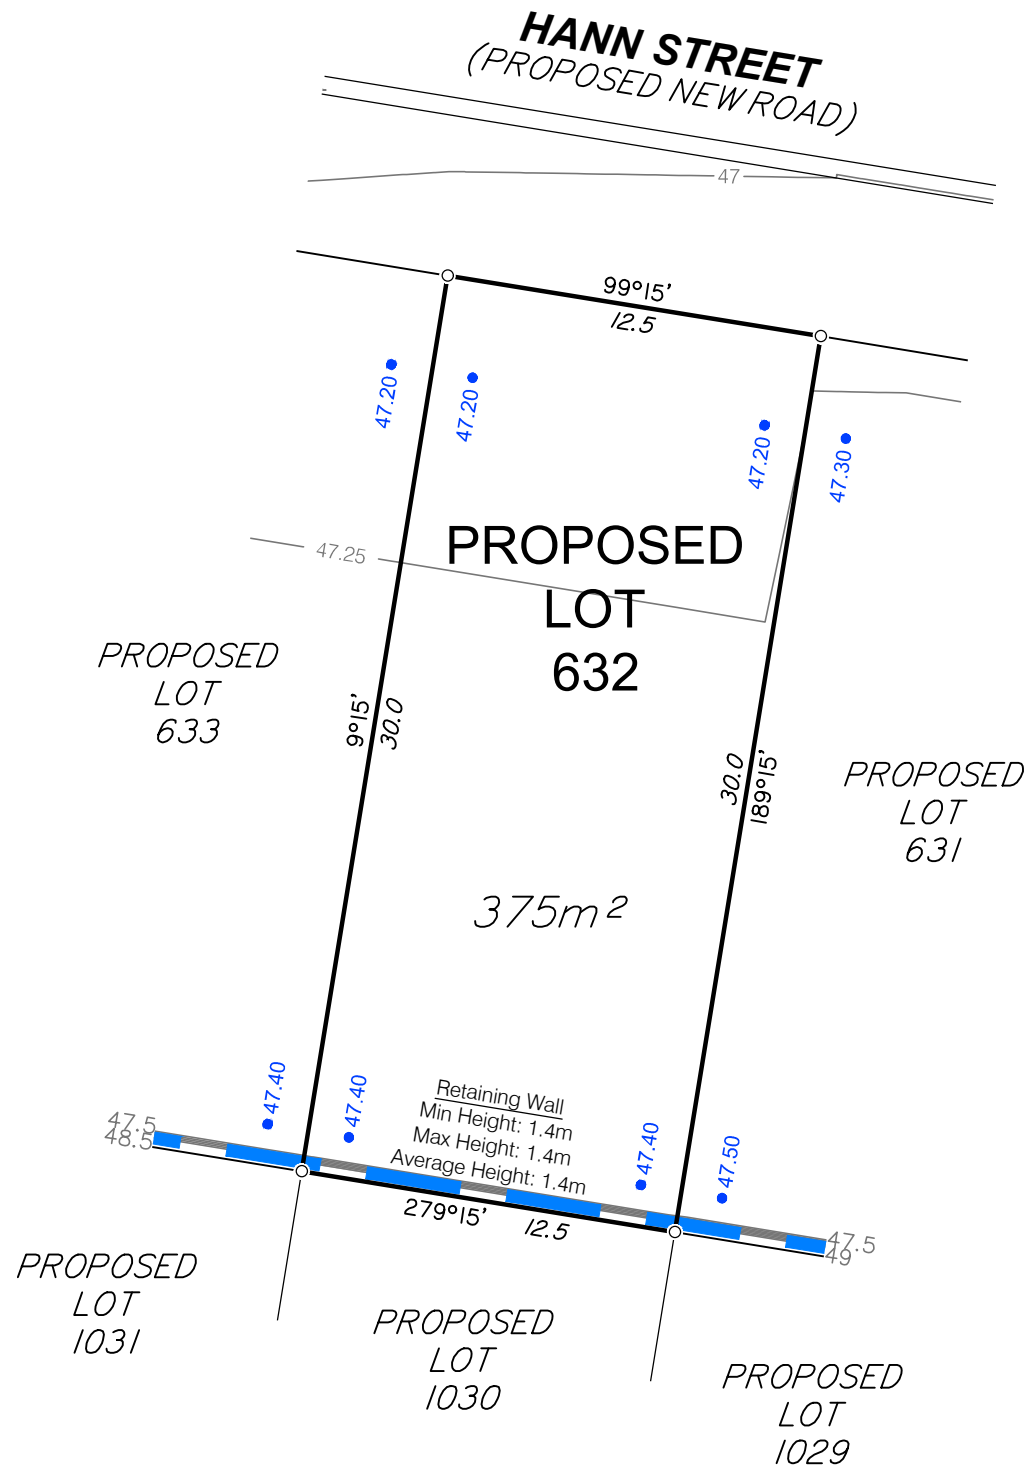 HANN STREET
(PROPOSED NEW ROAD)
47
99°15'
12.5
47.20
47.20
47.20
47.30
47.25
PROPOSED
LOT
632
PROPOSED
LOT
633
9°15'
30.0
30.0
189°15'
PROPOSED
LOT
631
375m²
47.40
47.40
Retaining Wall
Min Height: 1.4m
Max Height: 1.4m
Average Height: 1.4m
47.40
47.50
47.5
48.5
279°15'
12.5
47.5
49
PROPOSED
LOT
1031
PROPOSED
LOT
1030
PROPOSED
LOT
1029